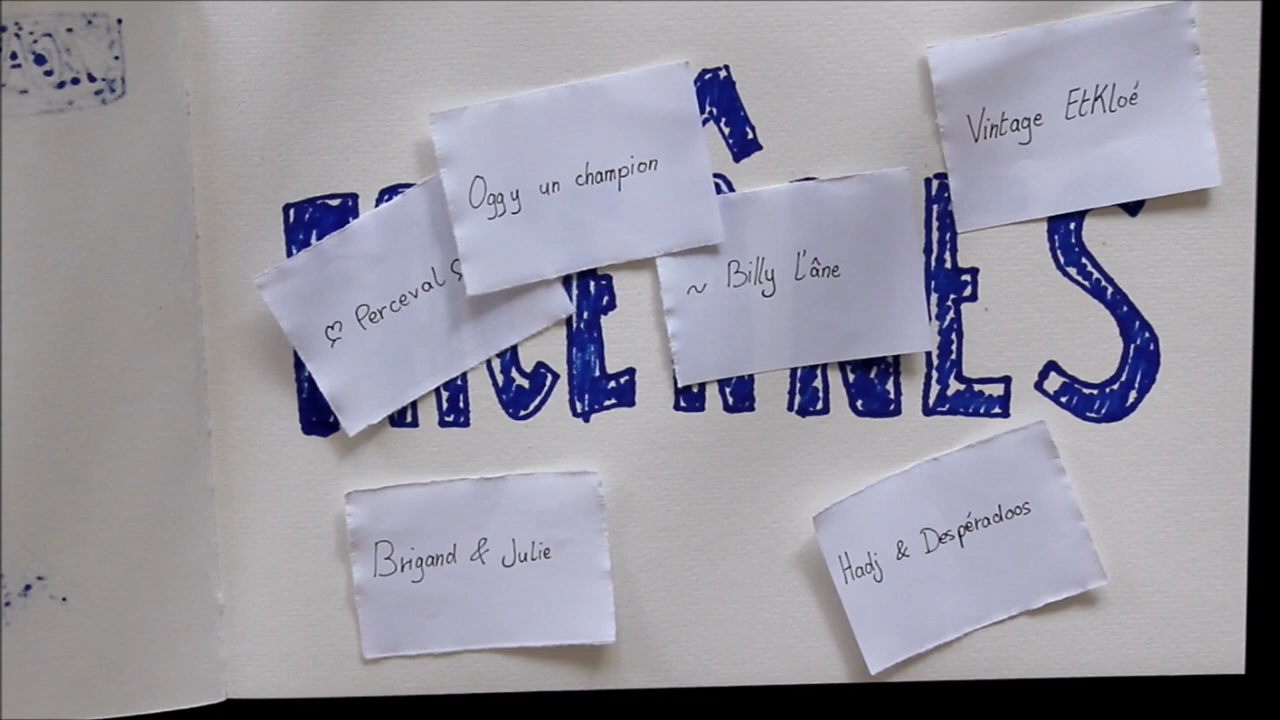 Vintage EtKloé
Oggy un champion
♡ Perceval
~ Billy L'âne
Brigand & Julie
Hadj & Despéradoos